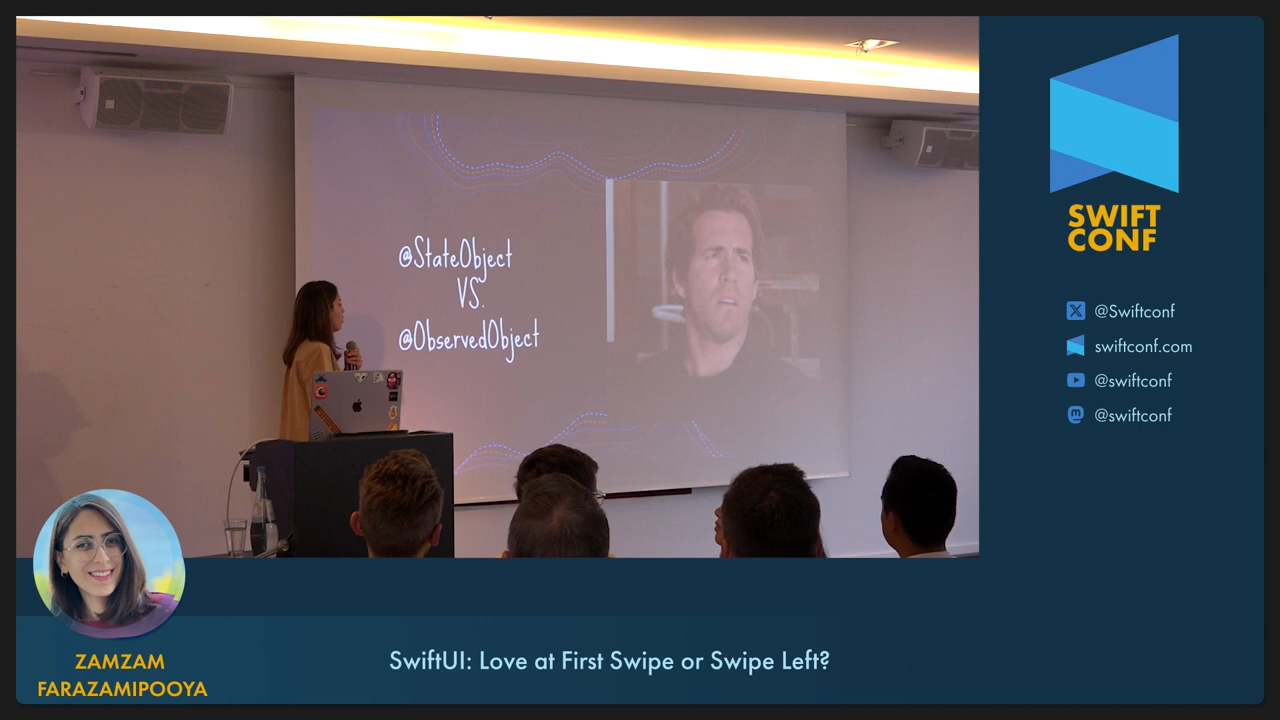 @StateObject
VS.
@ObservedObject
SWIFT
CONF
@Swiftconf
swiftconf.com
@swiftconf
@swiftconf
ZAMZAM
FARAZAMIPOOYA
SwiftUI: Love at First Swipe or Swipe Left?